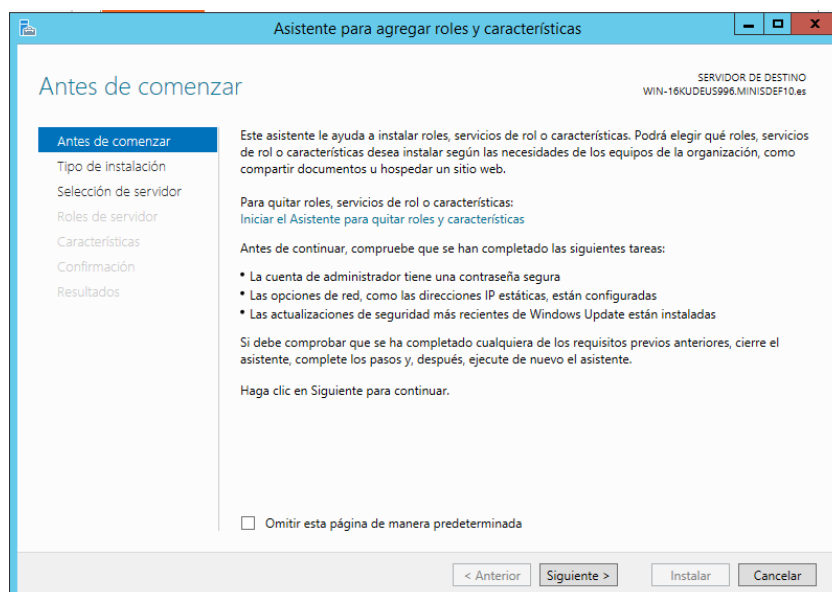 Asistente para agregar roles y características
Antes de comenzar
SERVIDOR DE DESTINO
WIN-16KUDEUS996.MINISDEF10.es
Antes de comenzar
Tipo de instalación
Selección de servidor
Roles de servidor
Características
Confirmación
Resultados
Este asistente le ayuda a instalar roles, servicios de rol o características. Podrá elegir qué roles, servicios
de rol o características desea instalar según las necesidades de los equipos de la organización, como
compartir documentos u hospedar un sitio web.
Para quitar roles, servicios de rol o características:
Iniciar el Asistente para quitar roles y características
Antes de continuar, compruebe que se han completado las siguientes tareas:
• La cuenta de administrador tiene una contraseña segura
• Las opciones de red, como las direcciones IP estáticas, están configuradas
• Las actualizaciones de seguridad más recientes de Windows Update están instaladas
Si debe comprobar que se ha completado cualquiera de los requisitos previos anteriores, cierre el
asistente, complete los pasos y, después, ejecute de nuevo el asistente.
Haga clic en Siguiente para continuar.
Omitir esta página de manera predeterminada
< Anterior
Siguiente >
Instalar
Cancelar